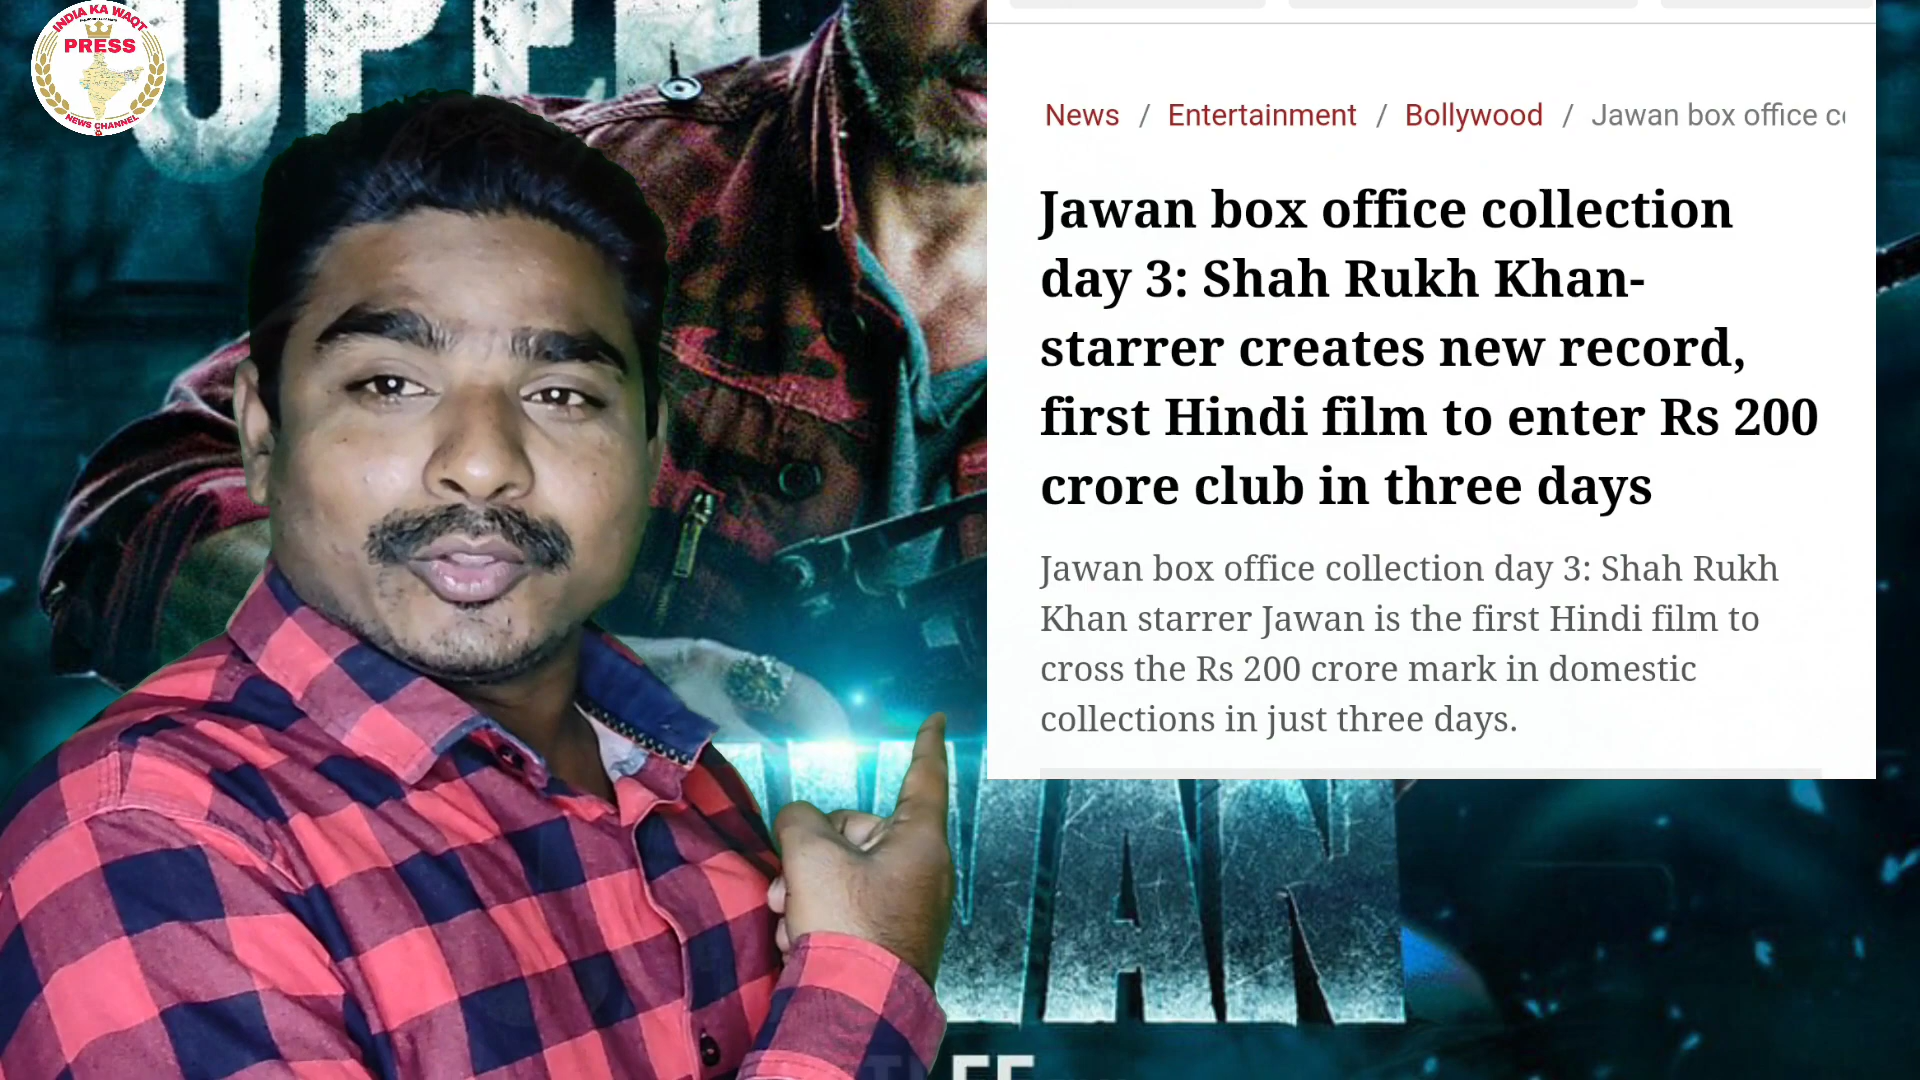 INDIA KA WAQT
PRESS
NEWS CHANNEL
OPEN
News / Entertainment / Bollywood / Jawan box office c
Jawan box office collection
day 3: Shah Rukh Khan-
starrer creates new record,
first Hindi film to enter Rs 200
crore club in three days
Jawan box office collection day 3: Shah Rukh
Khan starrer Jawan is the first Hindi film to
cross the Rs 200 crore mark in domestic
collections in just three days.